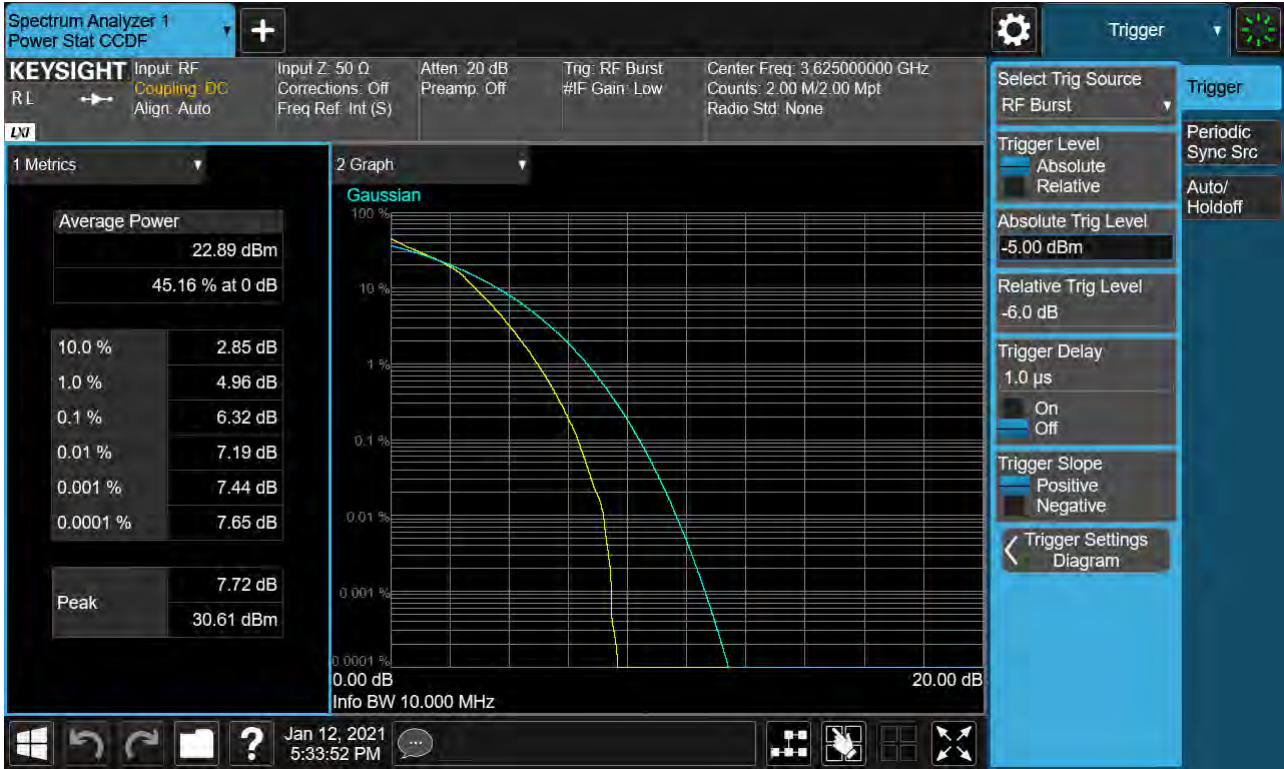 Spectrum Analyzer 1
Power Stat CCDF
+
Trigger
KEYSIGHT
R L
LXI
Input: RF
Coupling: DC
Align: Auto
Input Z: 50 Ω
Corrections: Off
Freq Ref: Int (S)
Atten: 20 dB
Preamp: Off
Trig: RF Burst
#IF Gain: Low
Center Freq: 3.625000000 GHz
Counts: 2.00 M/2.00 Mpt
Radio Std: None
1 Metrics
Average Power
22.89 dBm
45.16 % at 0 dB
10.0 % 2.85 dB
1.0 % 4.96 dB
0.1 % 6.32 dB
0.01 % 7.19 dB
0.001 % 7.44 dB
0.0001 % 7.65 dB
Peak
7.72 dB
30.61 dBm
2 Graph
Gaussian
100 %
10 %
1 %
0.1 %
0.01 %
0.001 %
0.0001 %
0.00 dB 20.00 dB
Info BW 10.000 MHz
Select Trig Source
RF Burst
Trigger Level
Absolute
Relative
Absolute Trig Level
-5.00 dBm
Relative Trig Level
-6.0 dB
Trigger Delay
1.0 µs
On
Off
Trigger Slope
Positive
Negative
Trigger Settings
Diagram
Trigger
Periodic
Sync Src
Auto/
Holdoff
?
Jan 12, 2021
5:33:52 PM